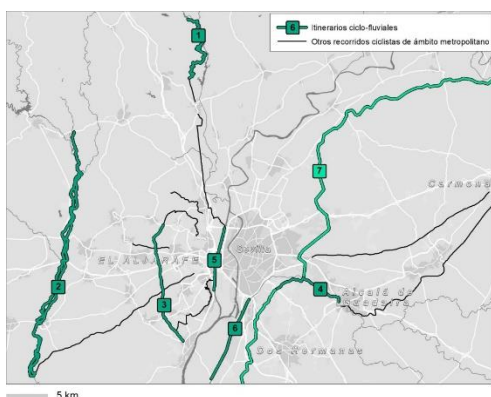 6 Itinerarios ciclo-fluviales
Otros recorridos ciclistas de ámbito metropolitano
1
7
Carmona
Sevilla
EL ALJARAFE
5
2
3
4
Alcalá de
Guadaíra
6
Dos Hermanas
5 km